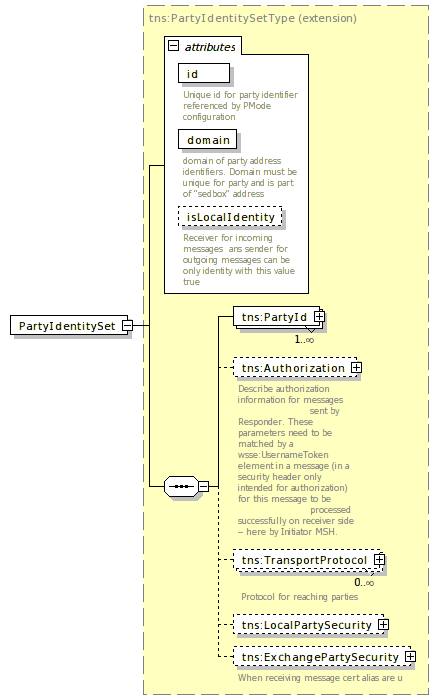 tns:PartyIdentitySetType (extension)
attributes
id
Unique id for party identifier
referenced by PMode
configuration
domain
domain of party address
identifiers. Domain must be
unique for party and is part
of "sedbox" address
isLocalIdentity
Receiver for incoming
messages ans sender for
outgoing messages can be
only identity with this value
true
PartyIdentitySet
tns:PartyId
1..∞
tns:Authorization
Describe authorization
information for messages
sent by
Responder. These
parameters need to be
matched by a
wsse:UsernameToken
element in a message (in a
security header only
intended for authorization)
for this message to be
processed
successfully on receiver side
– here by Initiator MSH.
tns:TransportProtocol
0..∞
Protocol for reaching parties
tns:LocalPartySecurity
tns:ExchangePartySecurity
When receiving message cert alias are u